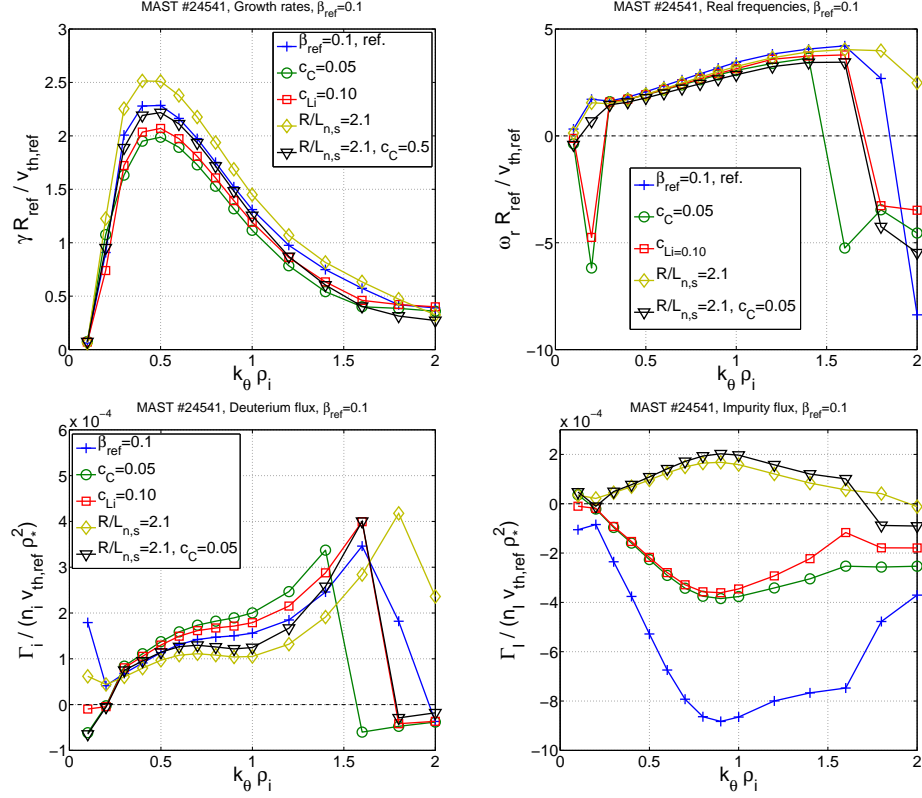 MAST #24541, Growth rates, β_ref=0.1
γ R_ref / v_th,ref
3
2.5
2
1.5
1
0.5
0
β_ref=0.1, ref.
c_C=0.05
c_Li=0.10
R/L_n,s=2.1
R/L_n,s=2.1, c_C=0.5
0 0.5 1 1.5 2
k_θ ρ_i
MAST #24541, Real frequencies, β_ref=0.1
ω_r R_ref / v_th,ref
5
0
−5
−10
β_ref=0.1, ref.
c_C=0.05
c_Li=0.10
R/L_n,s=2.1
R/L_n,s=2.1, c_C=0.05
0 0.5 1 1.5 2
k_θ ρ_i
MAST #24541, Deuterium flux, β_ref=0.1
x 10^−4
Γ_i / (n_i v_th,ref ρ_*^2)
6
5
4
3
2
1
0
−1
β_ref=0.1
c_C=0.05
c_Li=0.10
R/L_n,s=2.1
R/L_n,s=2.1, c_C=0.05
0 0.5 1 1.5 2
k_θ ρ_i
MAST #24541, Impurity flux, β_ref=0.1
x 10^−4
Γ_I / (n_I v_th,ref ρ_*^2)
4
2
0
−2
−4
−6
−8
−10
0 0.5 1 1.5 2
k_θ ρ_i